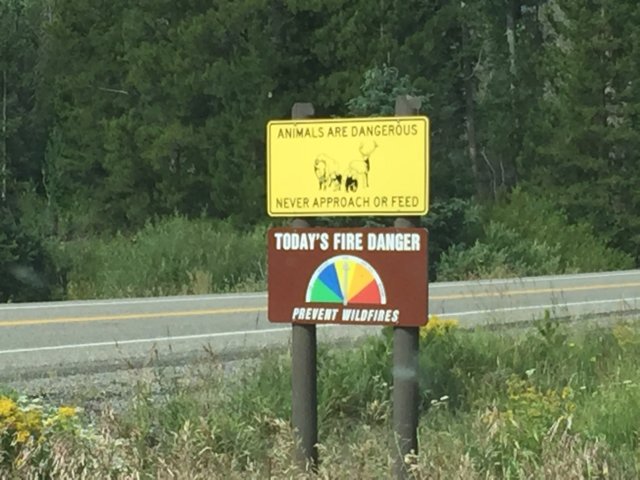 ANIMALS ARE DANGEROUS
NEVER APPROACH OR FEED
TODAY'S FIRE DANGER
PREVENT WILDFIRES